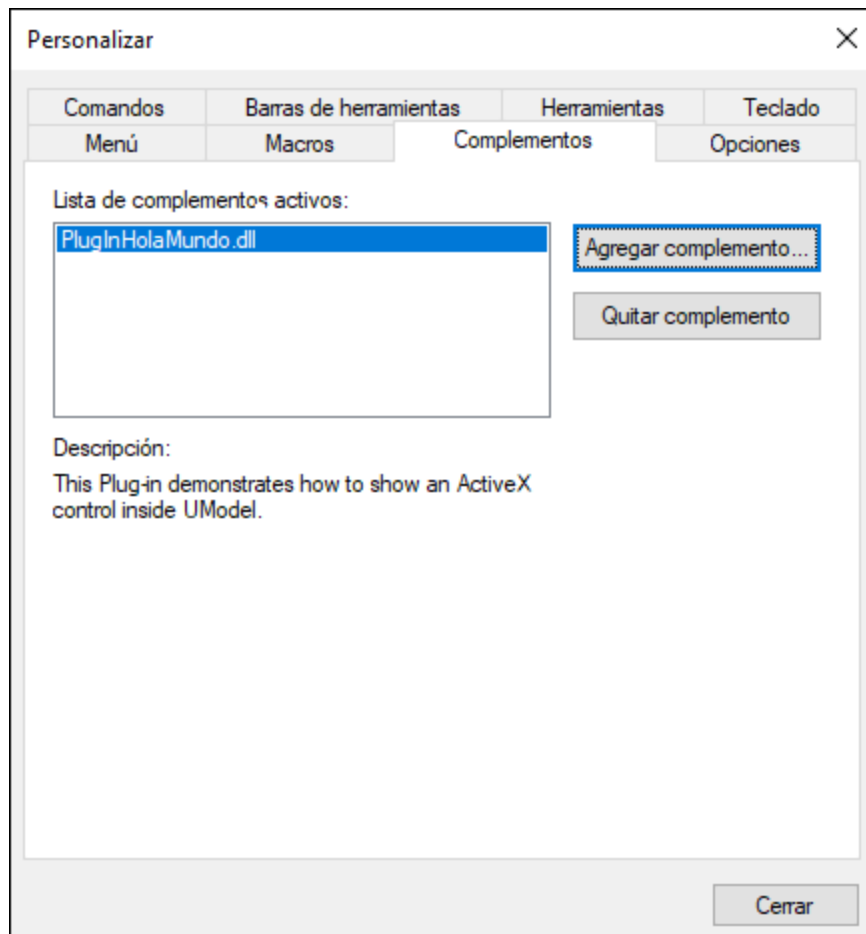 Personalizar
Comandos
Barras de herramientas
Herramientas
Teclado
Menú
Macros
Complementos
Opciones
Lista de complementos activos:
PlugInHolaMundo.dll
Agregar complemento...
Quitar complemento
Descripción:
This Plug-in demonstrates how to show an ActiveX
control inside UModel.
Cerrar